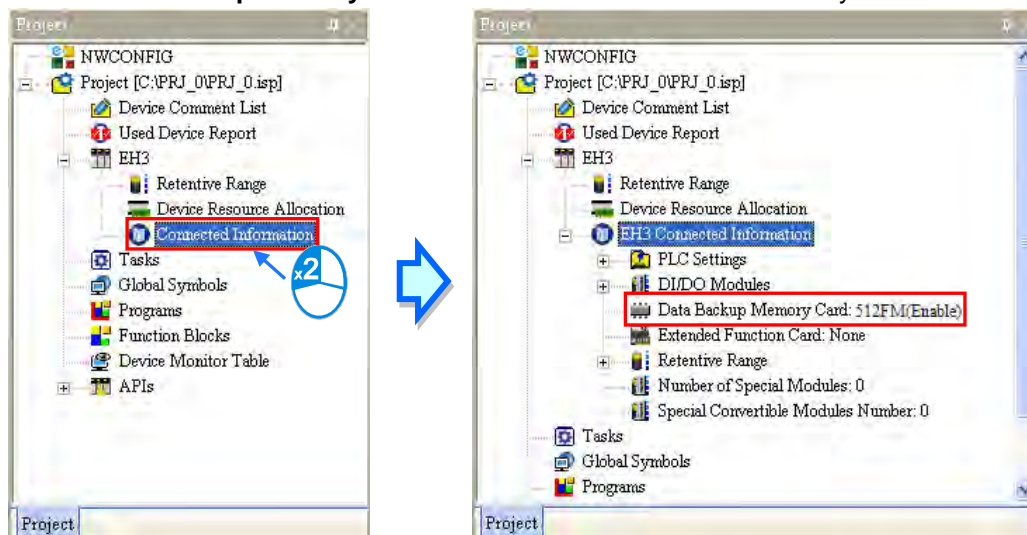 Project
NWCONFIG
Project [C:\PRJ_0\PRJ_0.isp]
Device Comment List
Used Device Report
EH3
Retentive Range
Device Resource Allocation
Connected Information
x2
Tasks
Global Symbols
Programs
Function Blocks
Device Monitor Table
APIs
Project
Project
NWCONFIG
Project [C:\PRJ_0\PRJ_0.isp]
Device Comment List
Used Device Report
EH3
Retentive Range
Device Resource Allocation
EH3 Connected Information
PLC Settings
DI/DO Modules
Data Backup Memory Card: 512FM(Enable)
Extended Function Card: None
Retentive Range
Number of Special Modules: 0
Special Convertible Modules Number: 0
Tasks
Global Symbols
Programs
Project